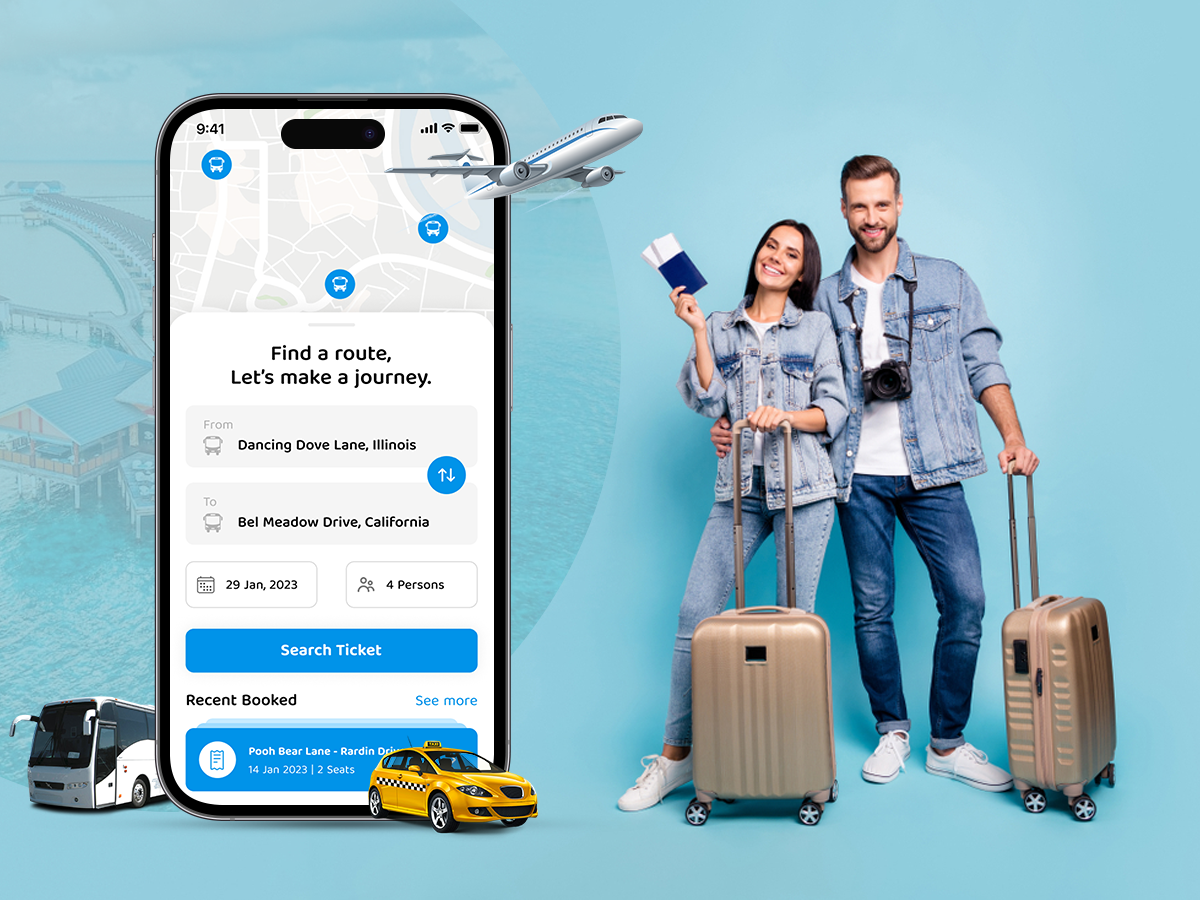 9:41
Find a route,
Let's make a journey.
From
Dancing Dove Lane, Illinois
To
Bel Meadow Drive, California
29 Jan, 2023
4 Persons
Search Ticket
Recent Booked
See more
Pooh Bear Lane - Rardin
14 Jan 2023 | 2 Seats
TAXI